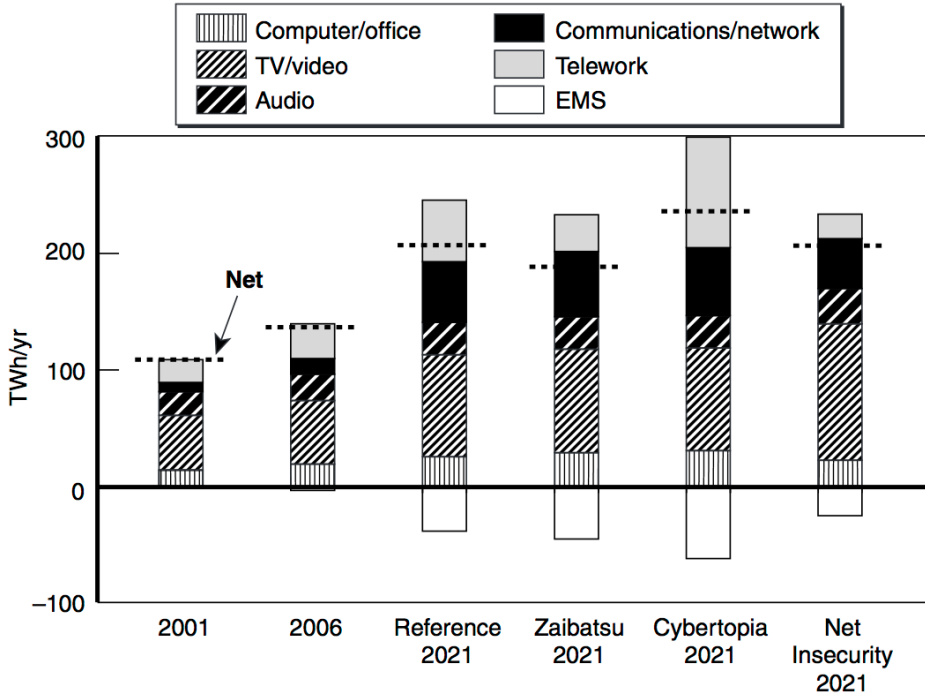 Computer/office
Communications/network
TV/video
Telework
Audio
EMS
300
200
Net
100
0
–100
TWh/yr
2001
2006
Reference
2021
Zaibatsu
2021
Cybertopia
2021
Net
Insecurity
2021